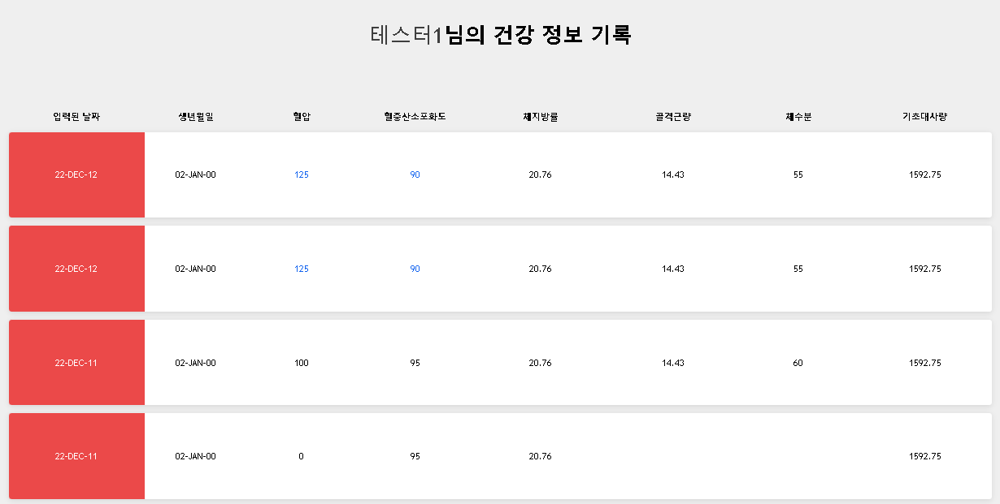 테스터1님의 건강 정보 기록
입력된 날짜 생년월일 혈압 혈중산소포화도 체지방률 골격근량 체수분 기초대사량
22-DEC-12 02-JAN-00 125 90 20.76 14.43 55 1592.75
22-DEC-12 02-JAN-00 125 90 20.76 14.43 55 1592.75
22-DEC-11 02-JAN-00 100 95 20.76 14.43 60 1592.75
22-DEC-11 02-JAN-00 0 95 20.76 1592.75